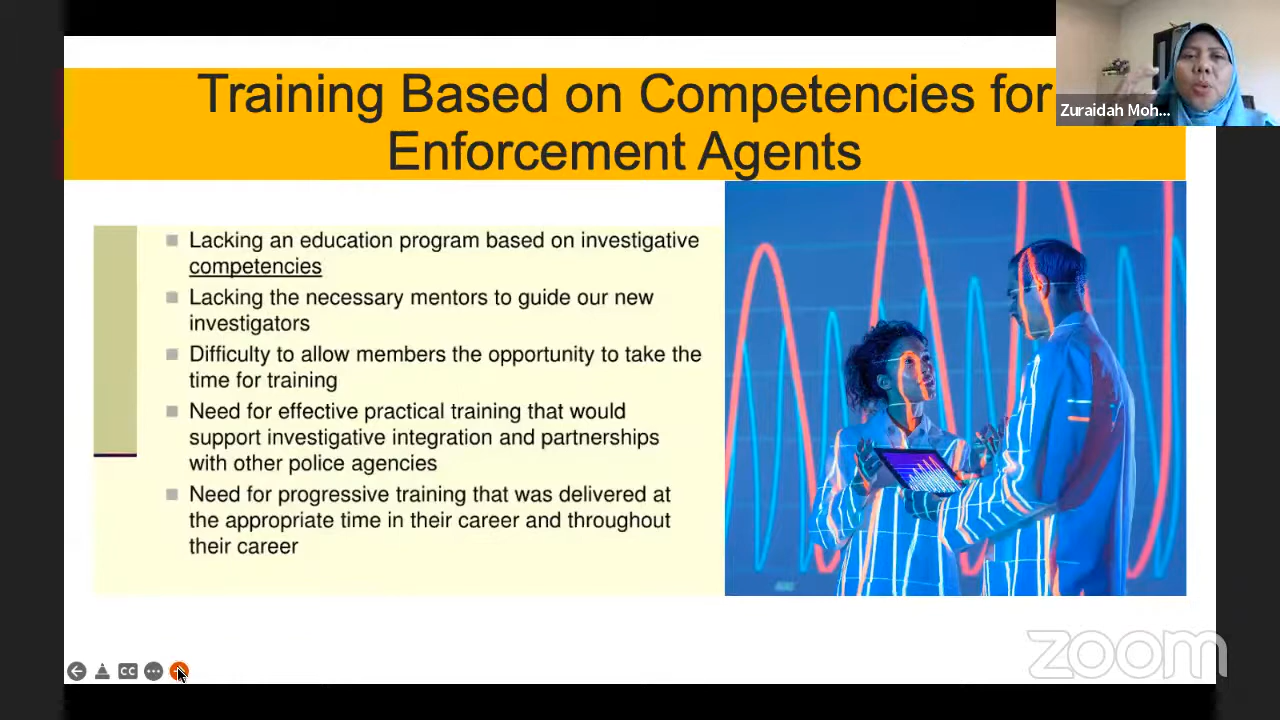 Training Based on Competencies for
Enforcement Agents
Zuraidah Moh...
Lacking an education program based on investigative
competencies
Lacking the necessary mentors to guide our new
investigators
Difficulty to allow members the opportunity to take the
time for training
Need for effective practical training that would
support investigative integration and partnerships
with other police agencies
Need for progressive training that was delivered at
the appropriate time in their career and throughout
their career
CC
zoom